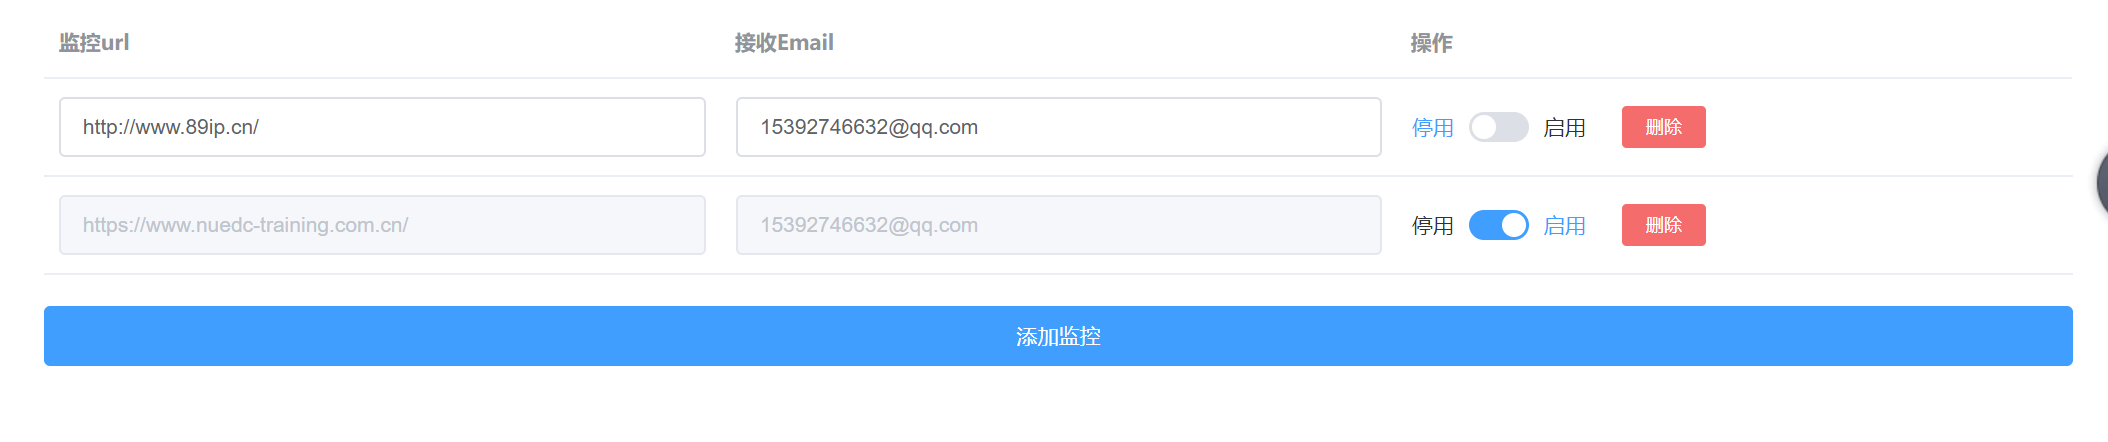 监控url 接收Email 操作
http://www.89ip.cn/ 15392746632@qq.com 停用 启用 删除
https://www.nuedc-training.com.cn/ 15392746632@qq.com 停用 启用 删除
添加监控